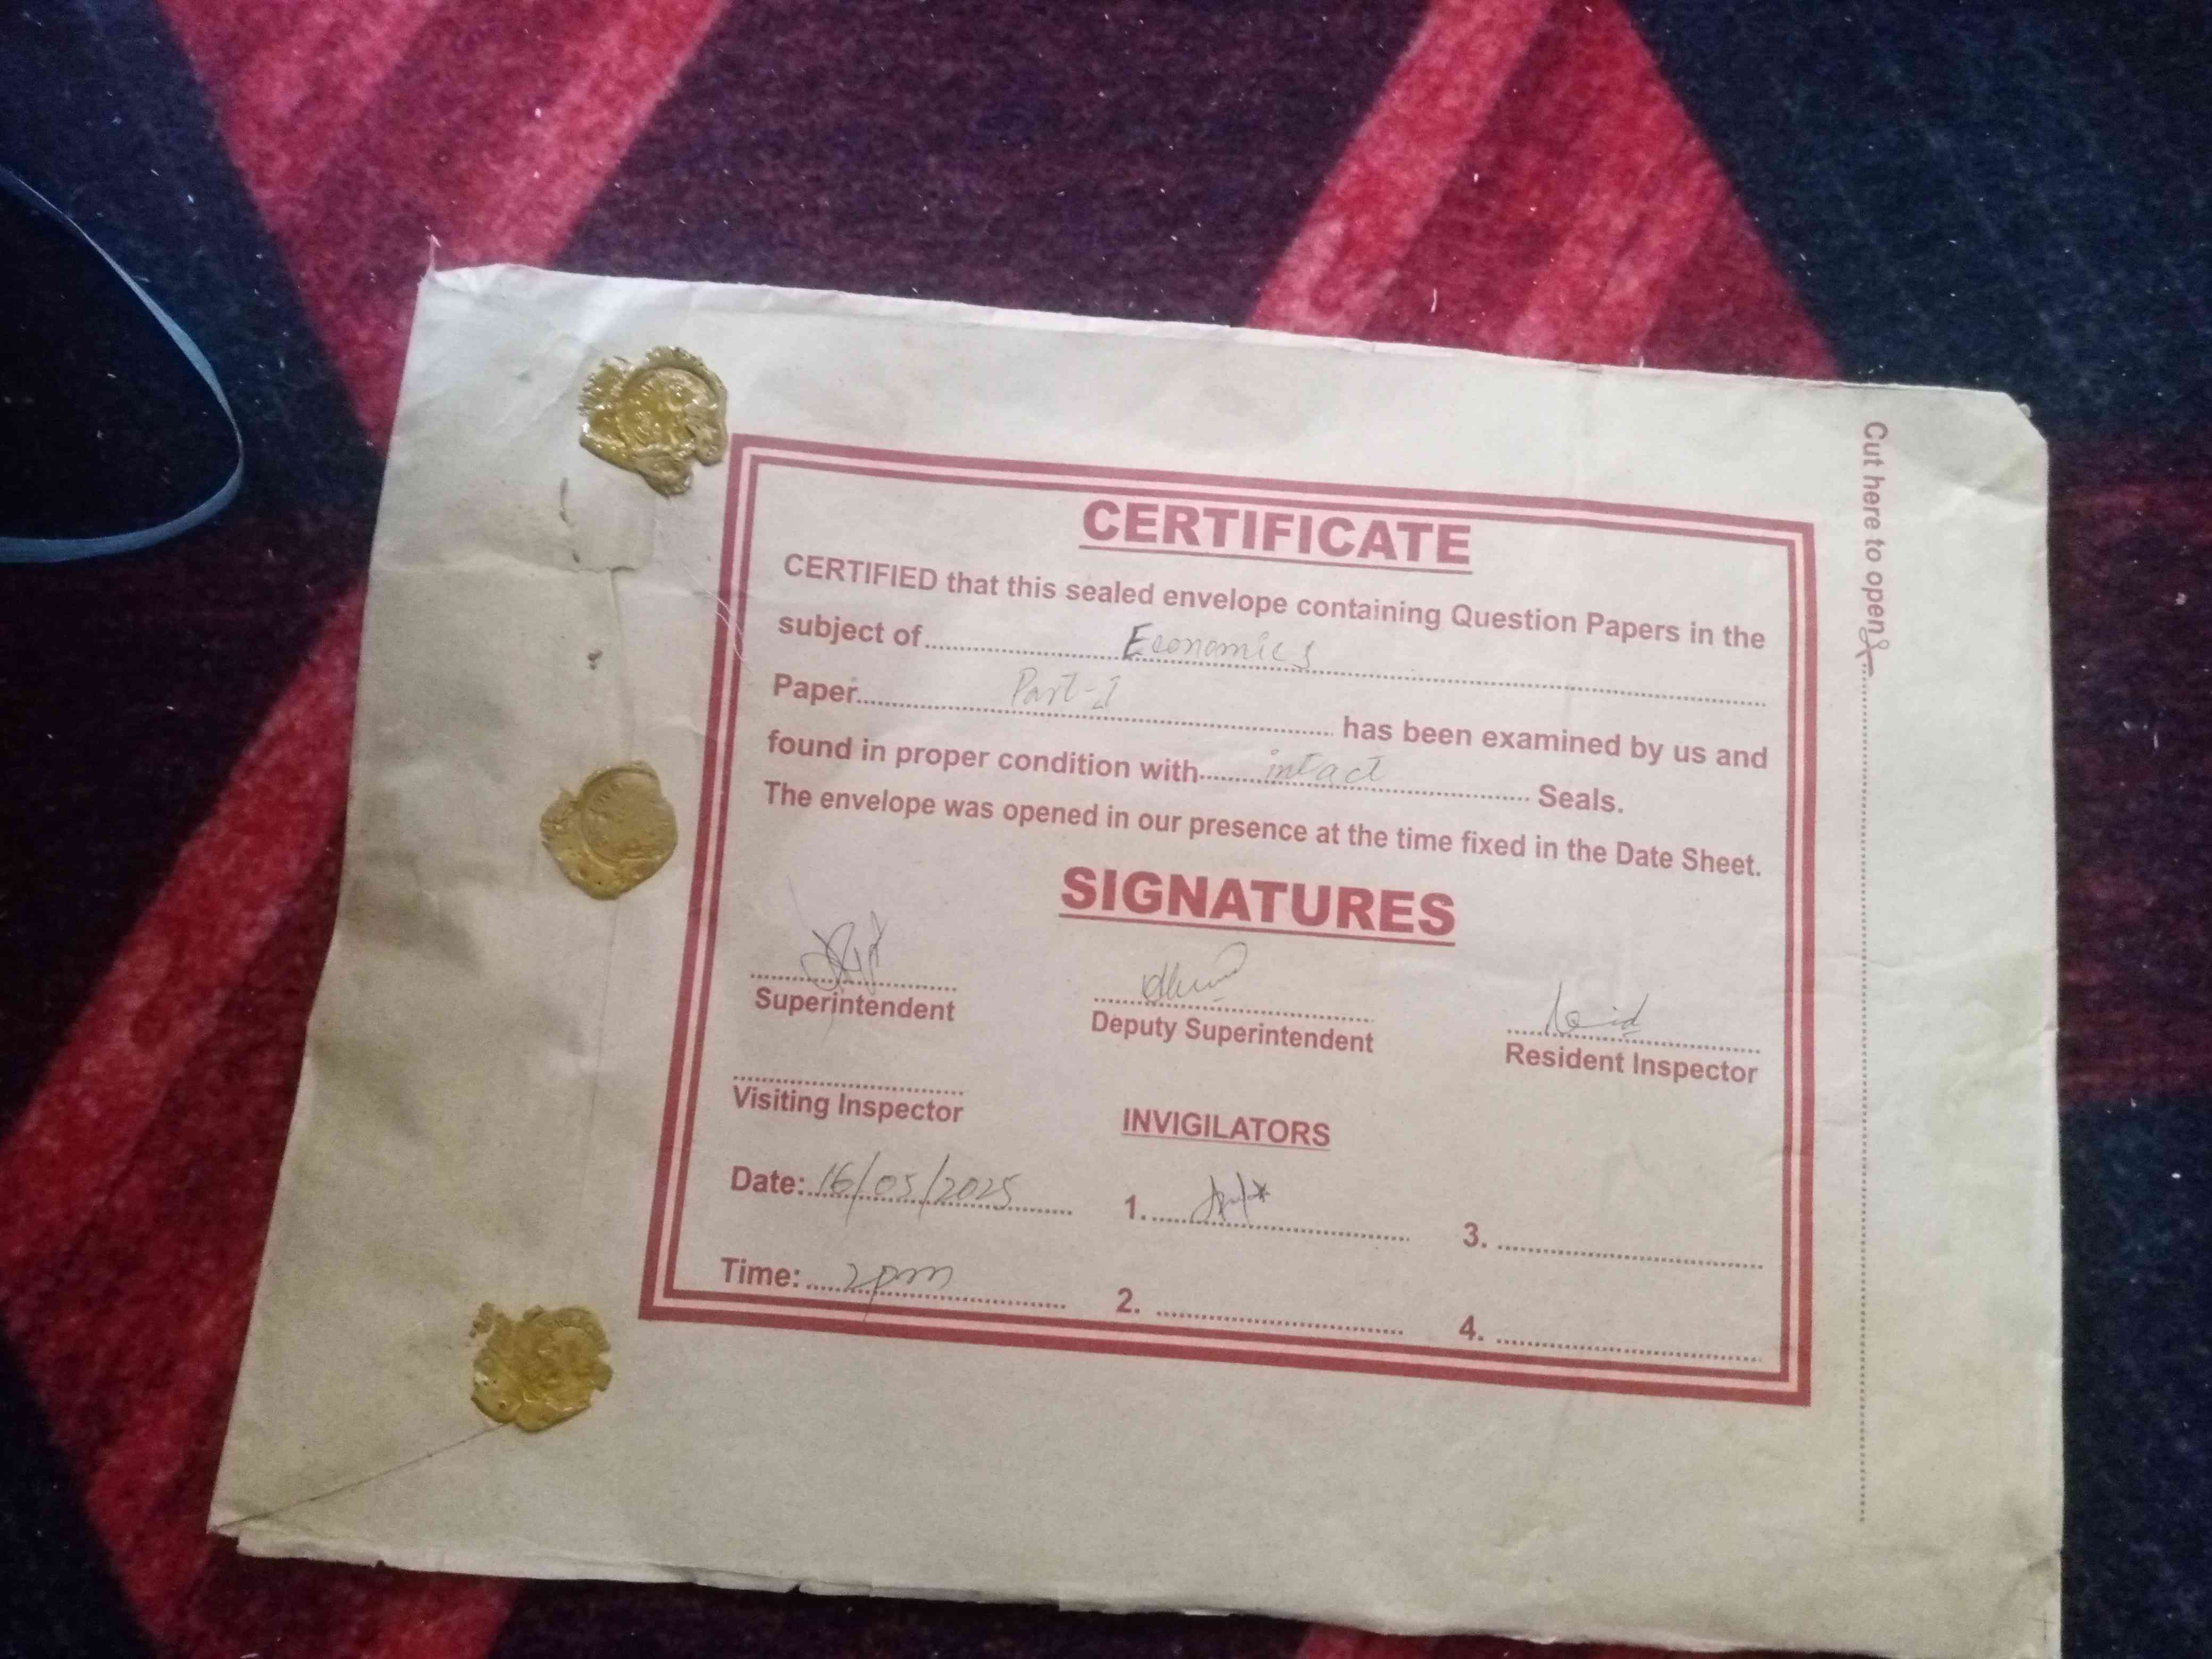 CERTIFICATE
CERTIFIED that this sealed envelope containing Question Papers in the
subject of Economics
Paper Part-I has been examined by us and
found in proper condition with intact Seals.
The envelope was opened in our presence at the time fixed in the Date Sheet.
SIGNATURES
Superintendent
Deputy Superintendent
Resident Inspector
Visiting Inspector
INVIGILATORS
Date: 16/05/2025
1.
3.
Time: 2pm
2.
4.
Cut here to open